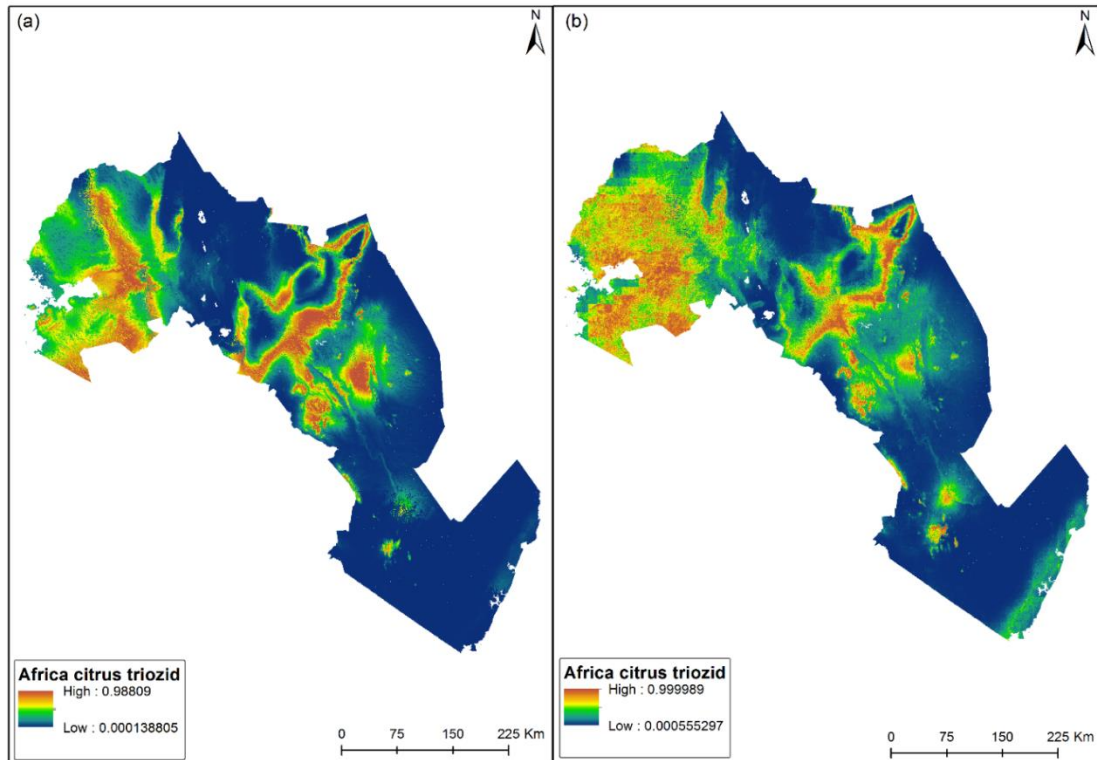 (a)
N
Africa citrus triozid
High : 0.98809
Low : 0.000138805
0 75 150 225 Km
(b)
N
Africa citrus triozid
High : 0.999989
Low : 0.000555297
0 75 150 225 Km